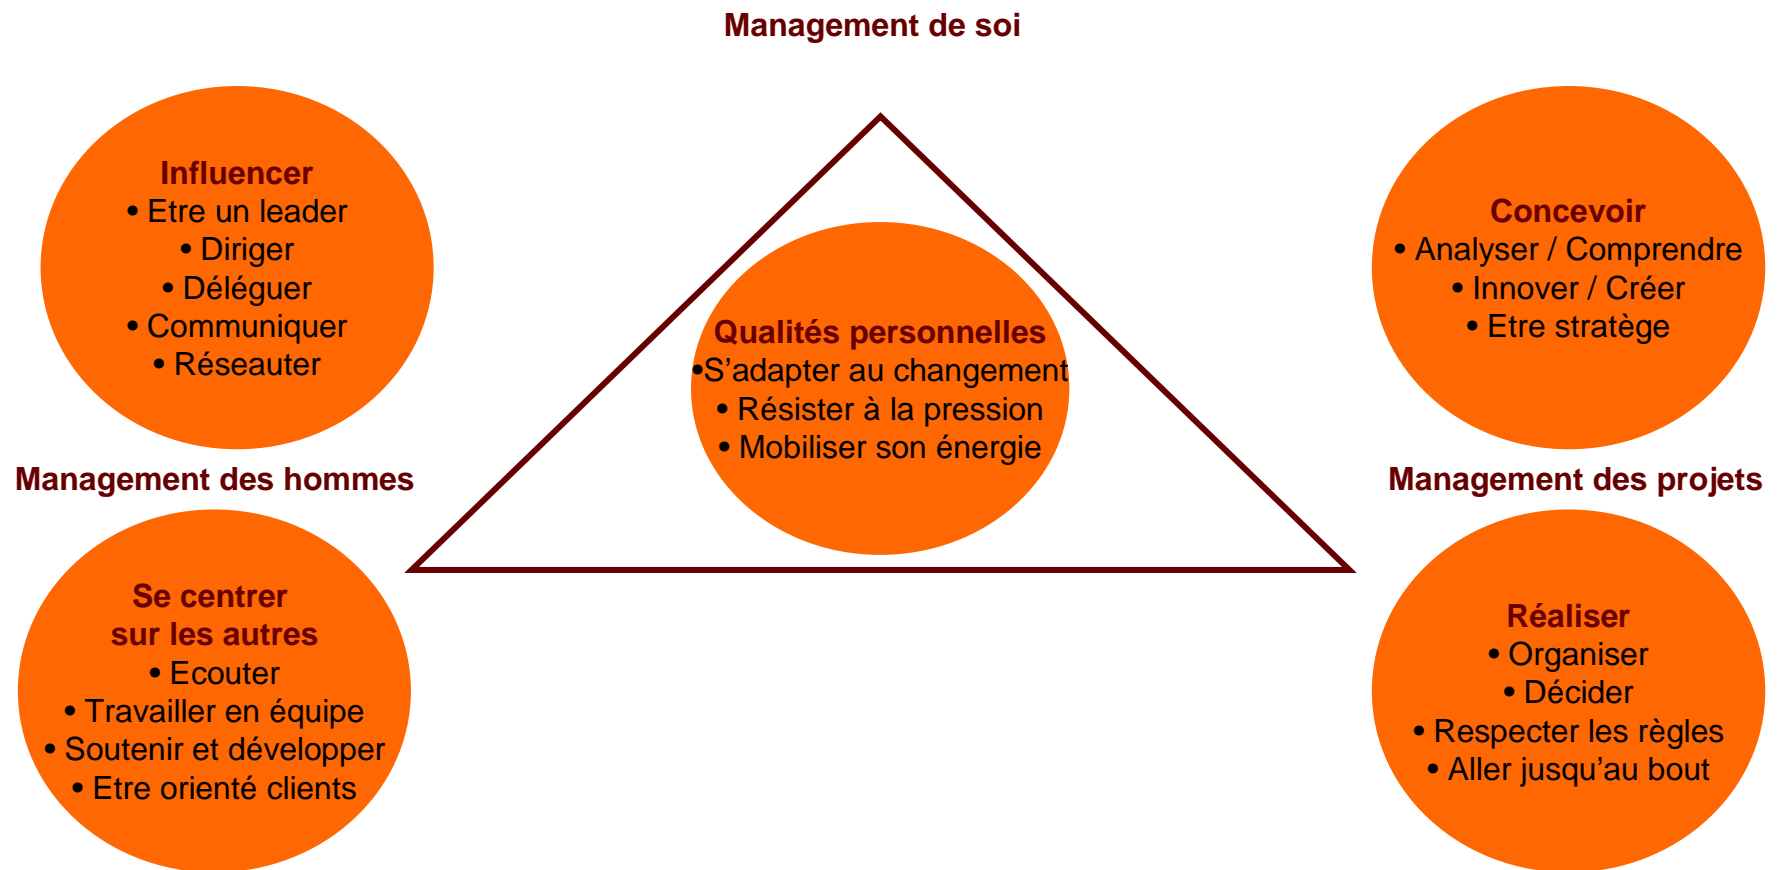 Management de soi
Influencer
• Etre un leader
• Diriger
• Déléguer
• Communiquer
• Réseauter
Concevoir
• Analyser / Comprendre
• Innover / Créer
• Etre stratège
Qualités personnelles
•S’adapter au changement
• Résister à la pression
• Mobiliser son énergie
Management des hommes
Management des projets
Se centrer
sur les autres
• Ecouter
• Travailler en équipe
• Soutenir et développer
• Etre orienté clients
Réaliser
• Organiser
• Décider
• Respecter les règles
• Aller jusqu’au bout